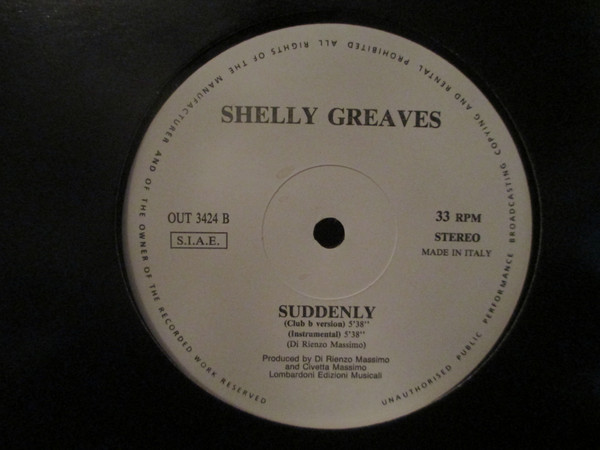 SHELLY GREAVES
OUT 3424 B
S.I.A.E.
33 RPM
STEREO
MADE IN ITALY
SUDDENLY
(Club b version) 5'38''
(Instrumental) 5'38''
(Di Rienzo Massimo)
Produced by Di Rienzo Massimo
and Civetta Massimo
Lombardoni Edizioni Musicali
ALL RIGHTS OF THE MANUFACTURER AND OF THE OWNER OF THE RECORDED WORK RESERVED
UNAUTHORISED PUBLIC PERFORMANCE BROADCASTING COPYING AND RENTAL PROHIBITED